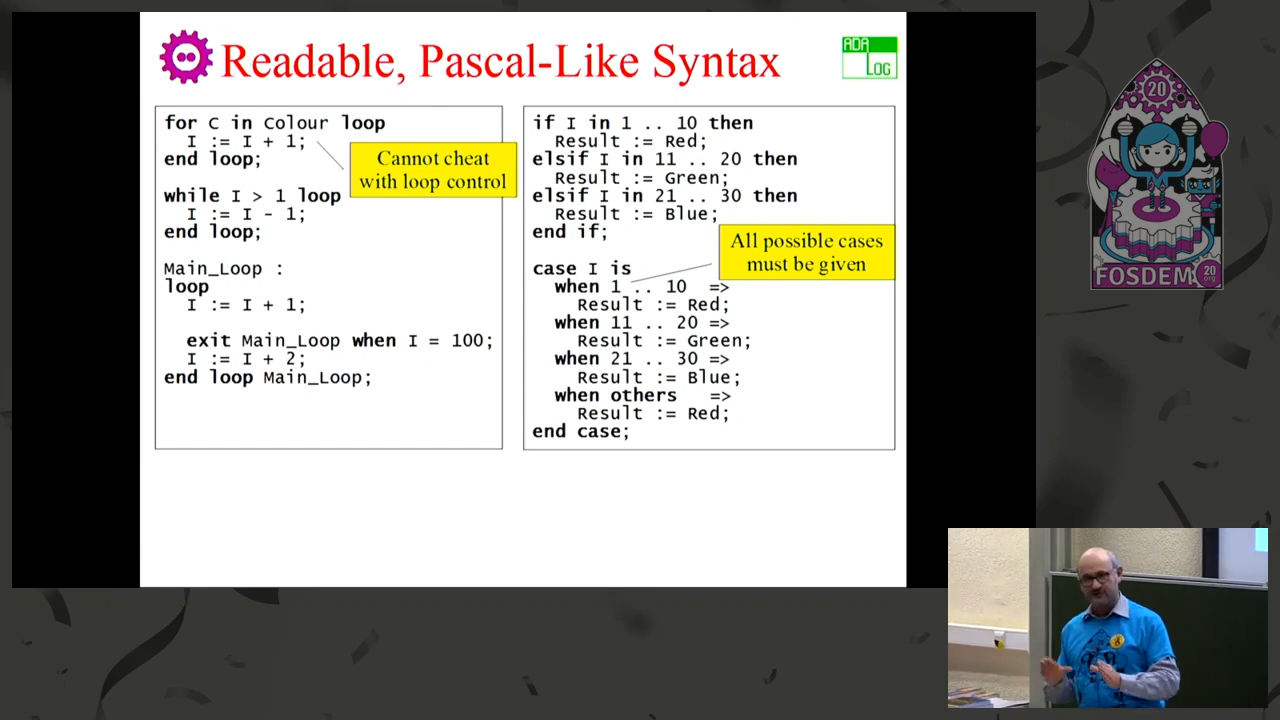 Readable, Pascal-Like Syntax
ADA
LOG
for C in Colour loop
I := I + 1;
end loop;
Cannot cheat
with loop control
while I > 1 loop
I := I - 1;
end loop;
Main_Loop :
loop
I := I + 1;
exit Main_Loop when I = 100;
I := I + 2;
end loop Main_Loop;
if I in 1 .. 10 then
Result := Red;
elsif I in 11 .. 20 then
Result := Green;
elsif I in 21 .. 30 then
Result := Blue;
end if;
All possible cases
must be given
case I is
when 1 .. 10 =>
Result := Red;
when 11 .. 20 =>
Result := Green;
when 21 .. 30 =>
Result := Blue;
when others =>
Result := Red;
end case;
20
FOSDEM
20
.org